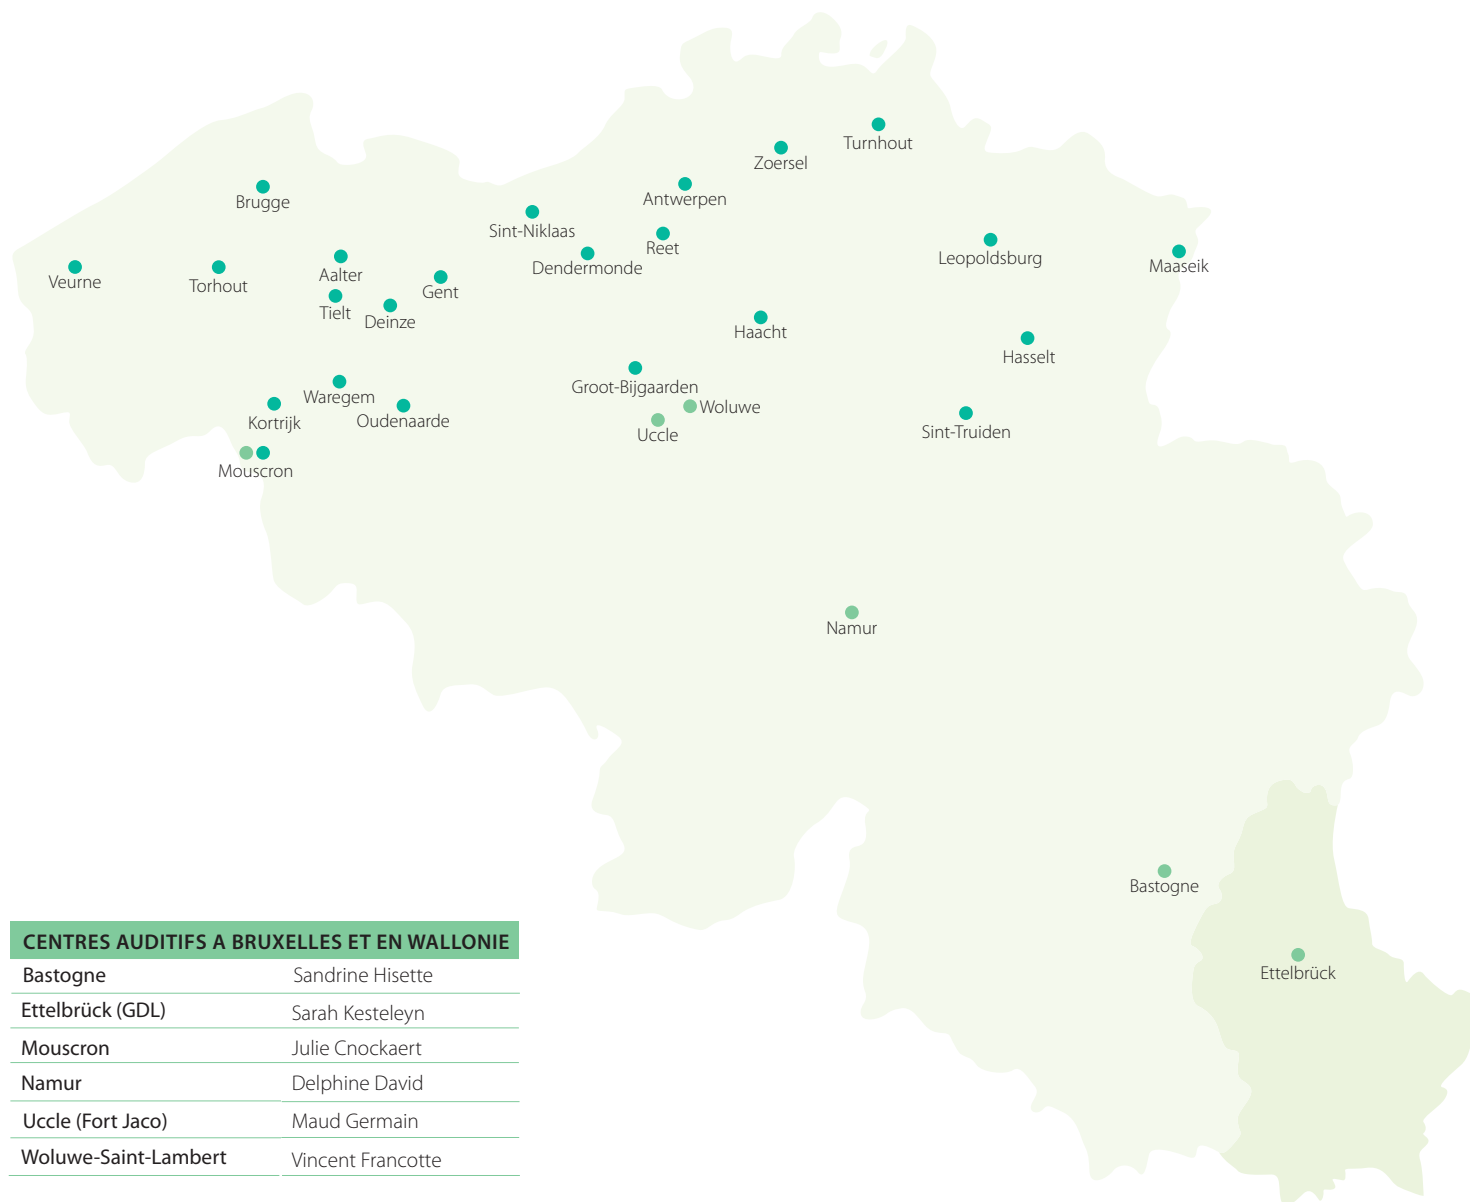 Turnhout
Zoersel
Antwerpen
Brugge
Sint-Niklaas
Reet
Leopoldsburg
Maaseik
Dendermonde
Aalter
Veurne
Torhout
Gent
Tielt
Deinze
Haacht
Hasselt
Groot-Bijgaarden
Waregem
Woluwe
Kortrijk
Oudenaarde
Uccle
Sint-Truiden
Mouscron
Namur
Bastogne
Ettelbrück
CENTRES AUDITIFS A BRUXELLES ET EN WALLONIE
Bastogne Sandrine Hisette
Ettelbrück (GDL) Sarah Kesteleyn
Mouscron Julie Cnockaert
Namur Delphine David
Uccle (Fort Jaco) Maud Germain
Woluwe-Saint-Lambert Vincent Francotte